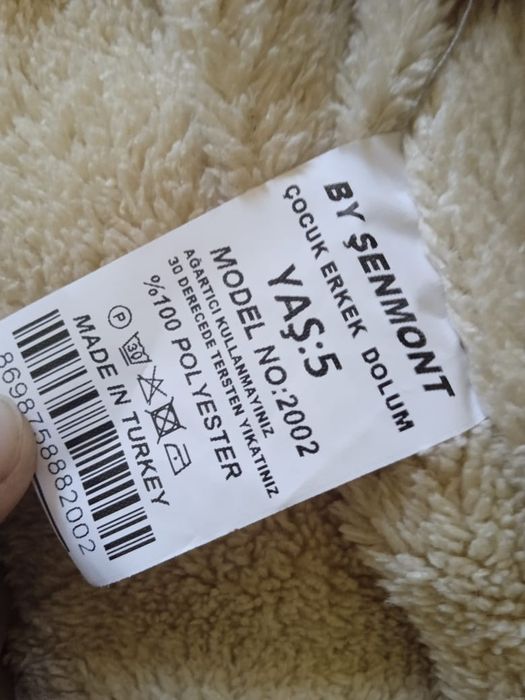 BY ŞENMONT
ÇOCUK ERKEK DOLUM
YAŞ:5
MODEL NO:2002
AĞARTICI KULLANMAYINIZ
30 DERECEDE TERSTEN YIKATINIZ
%100 POLYESTER
P 30
MADE IN TURKEY
8698758882002